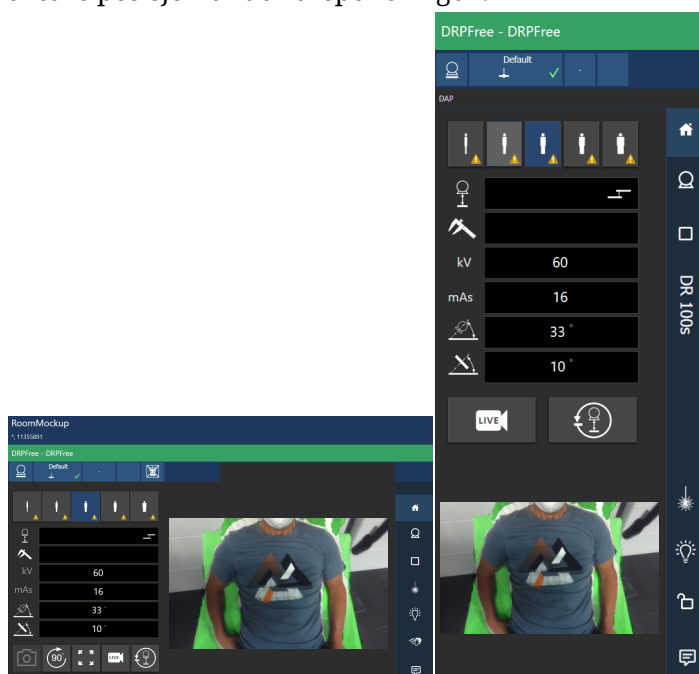 DRPFree - DRPFree
Default
-
DAP
kV 60
mAs 16
33 °
10 °
DR 100s
LIVE
RoomMockup
*, 11355891
DRPFree - DRPFree
Default
-
kV 60
mAs 16
33 °
10 °
90°
LIVE